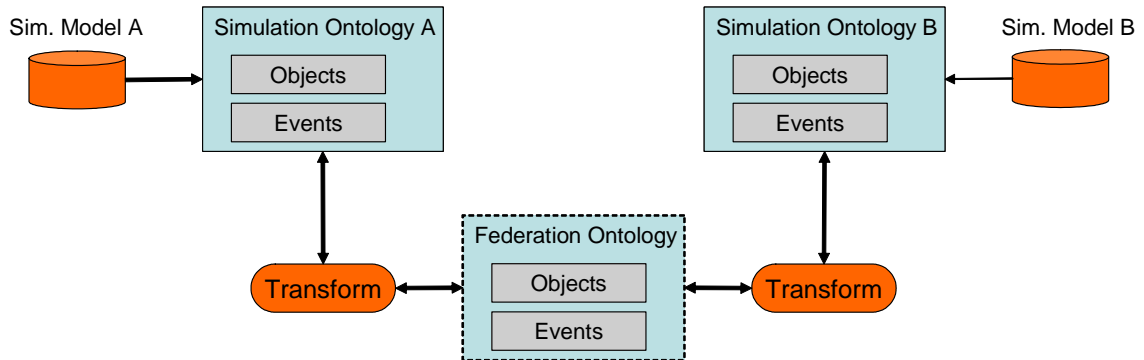 Sim. Model A
Simulation Ontology A
Objects
Events
Simulation Ontology B
Objects
Events
Sim. Model B
Federation Ontology
Objects
Events
Transform
Transform